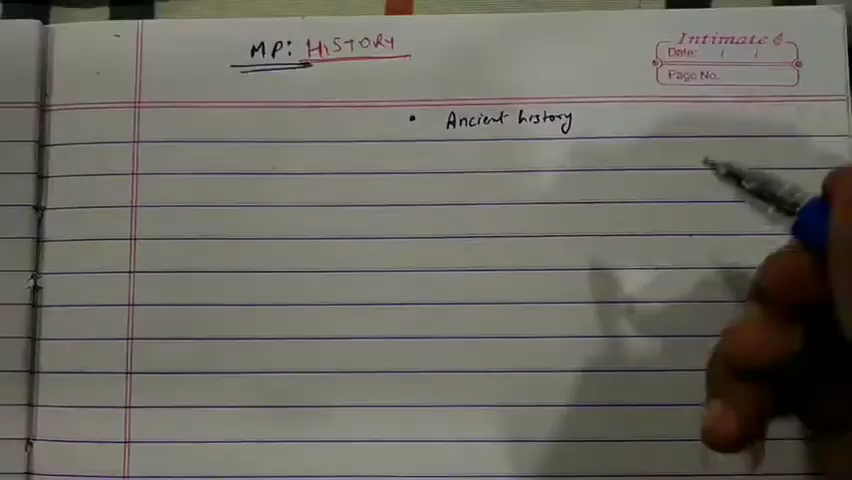 MP: HISTORY
Intimate
Date: / /
Page No.
• Ancient history